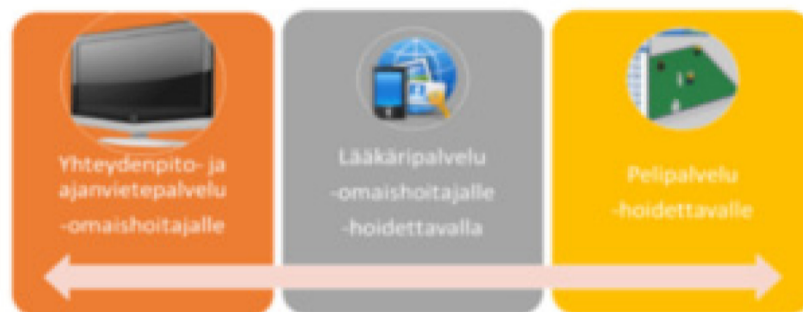 Yhteydenpito- ja
ajanvietepalvelu
-omaishoitajalle
Lääkäripalvelu
-omaishoitajalle
-hoidettavalla
Pelipalvelu
-hoidettavalle